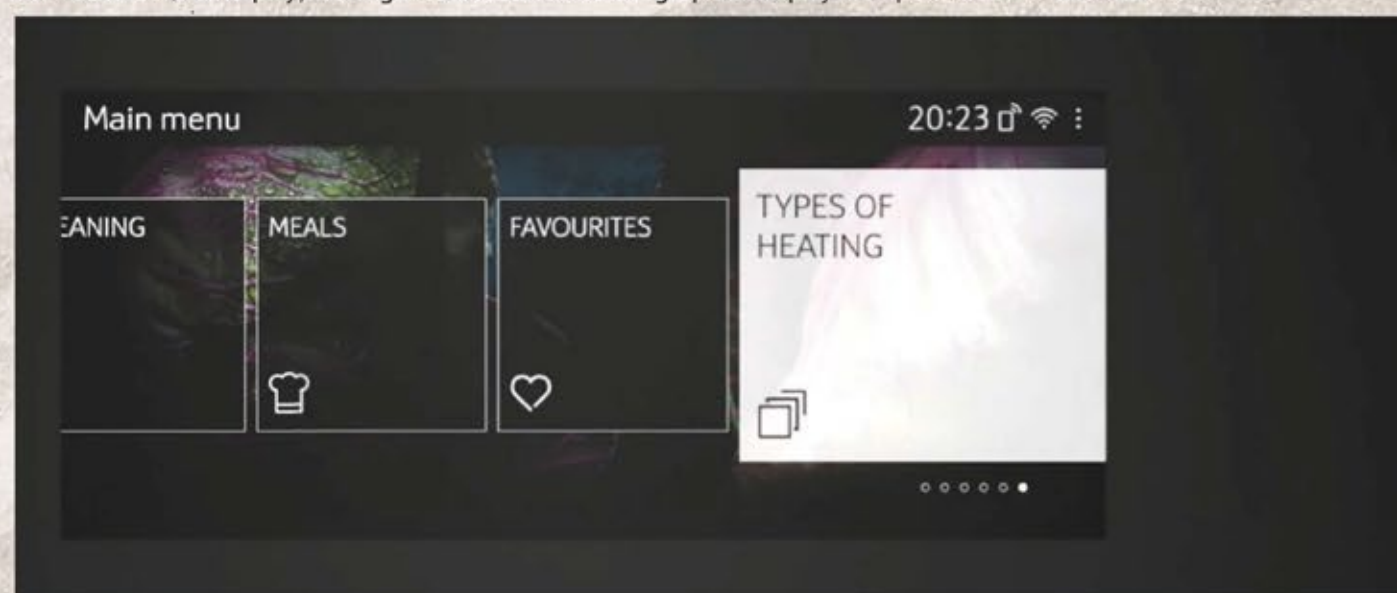 Main menu
20:23
EANING
MEALS
FAVOURITES
TYPES OF
HEATING